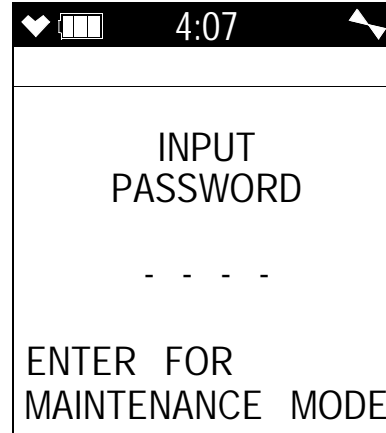 4:07
INPUT
PASSWORD
- - - -
ENTER FOR
MAINTENANCE MODE